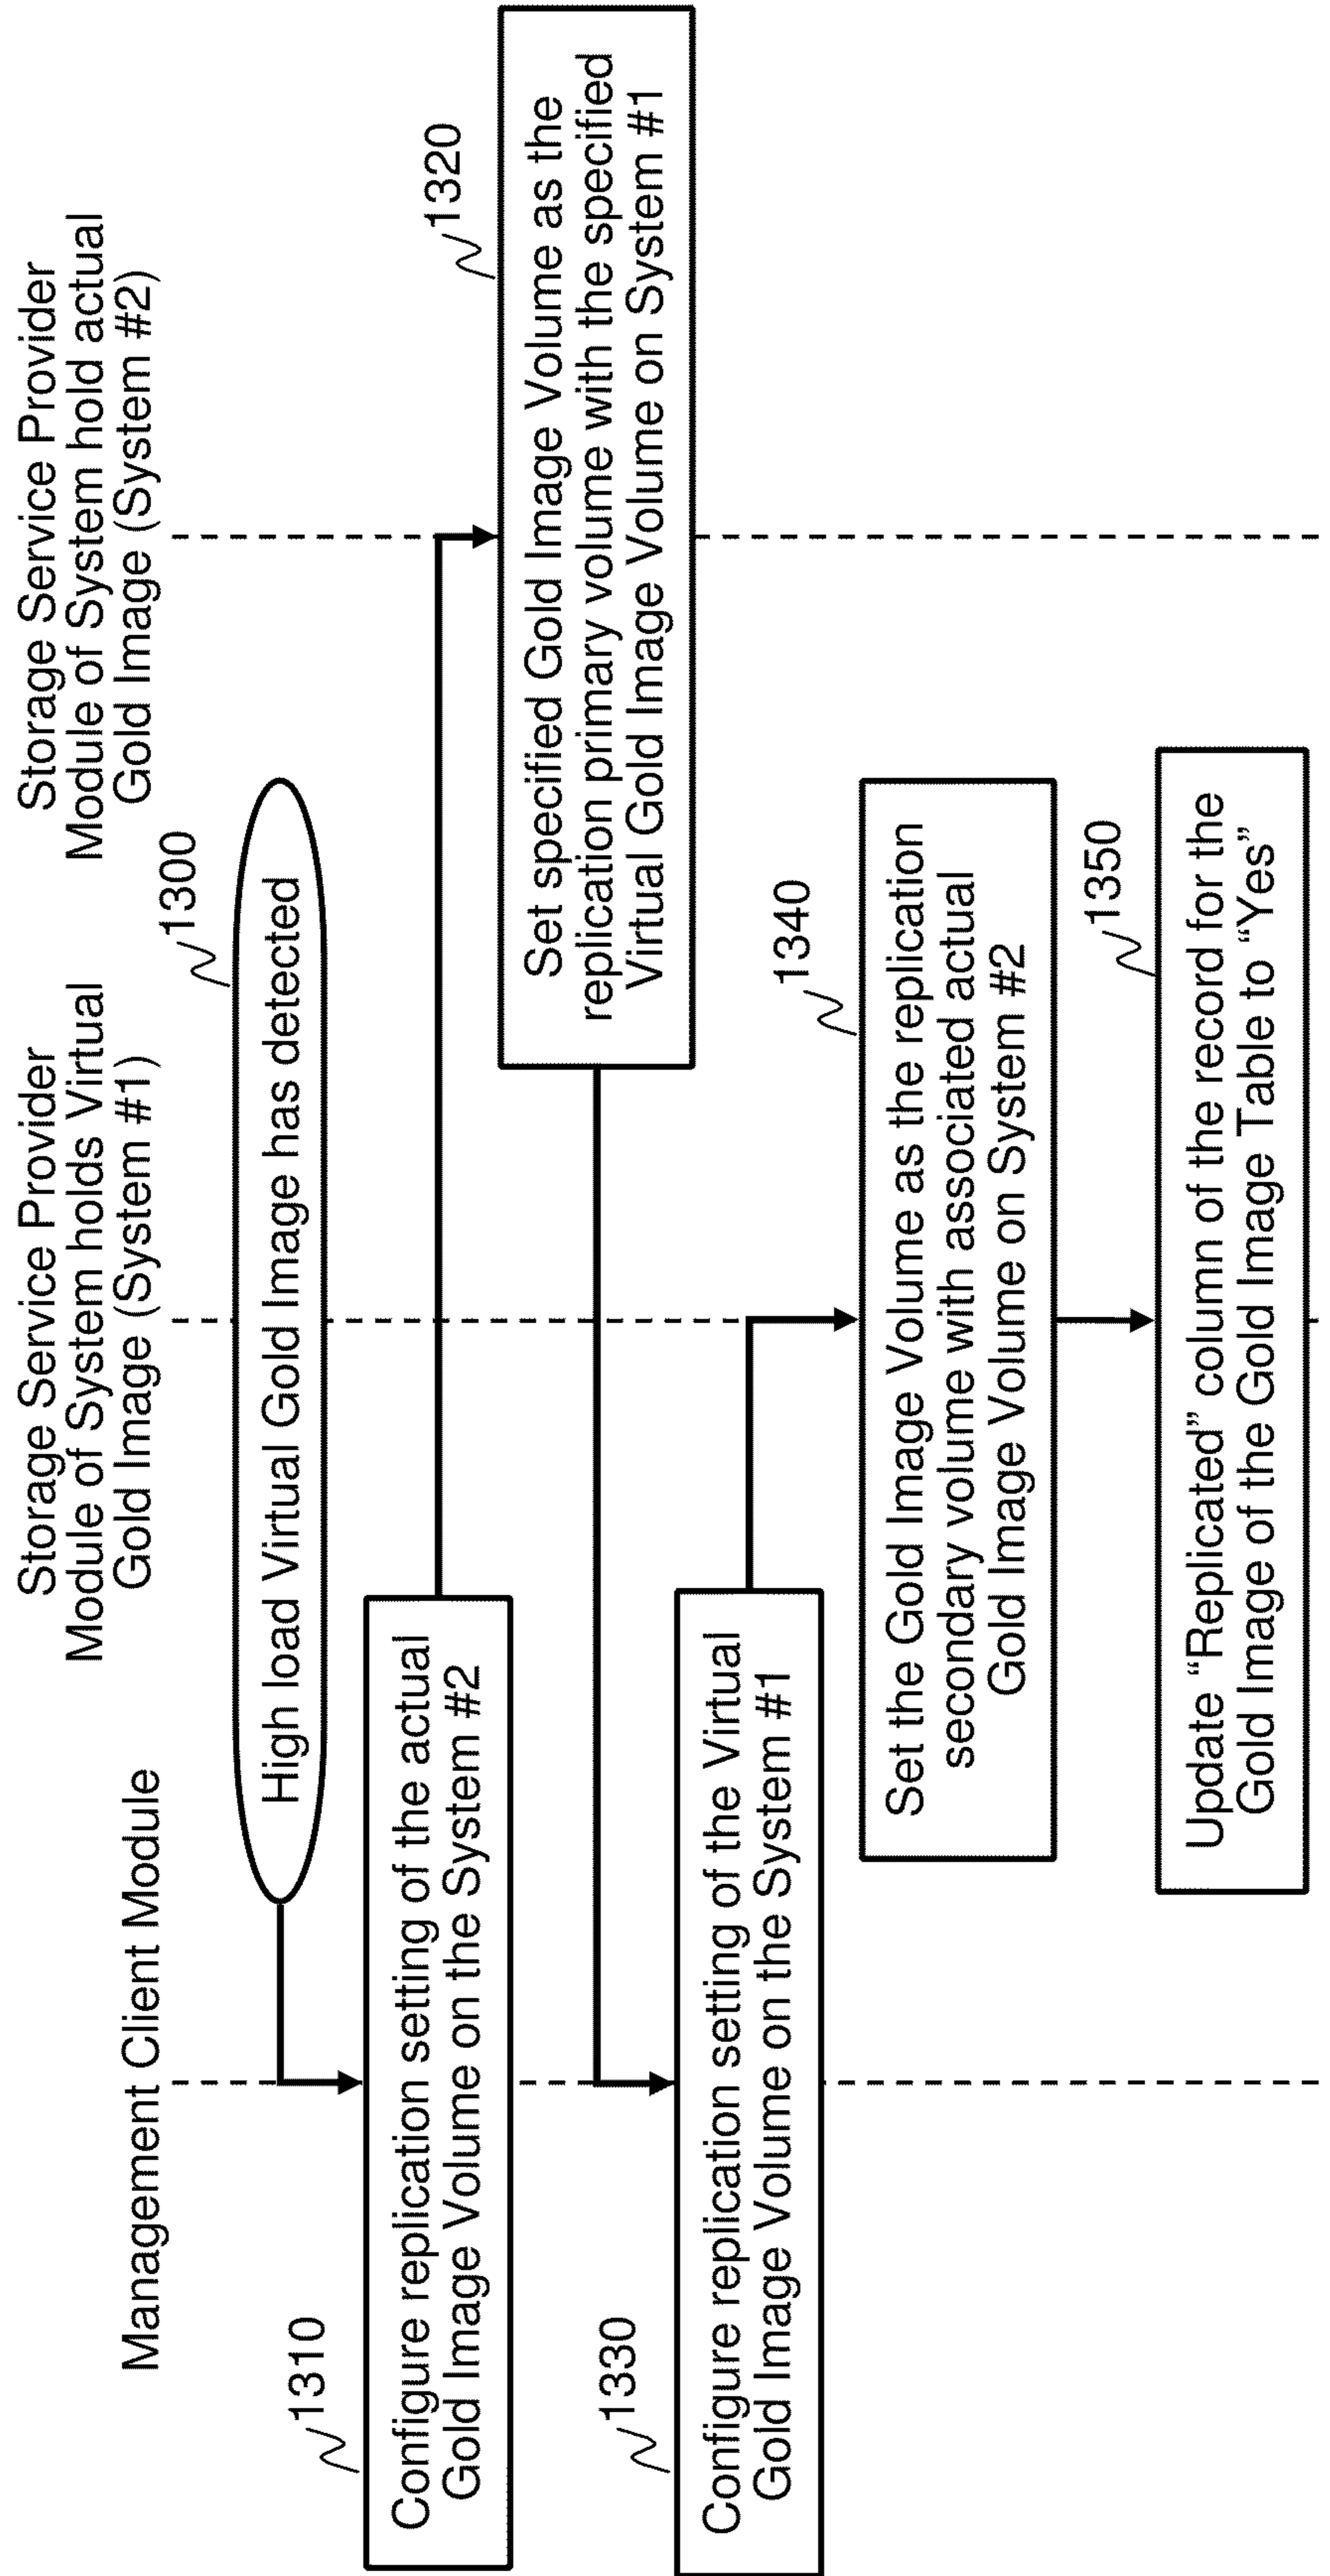 Management Client Module
Storage Service Provider
Module of System holds Virtual
Gold Image (System #1)
Storage Service Provider
Module of System hold actual
Gold Image (System #2)
1300
High load Virtual Gold Image has detected
1310
Configure replication setting of the actual
Gold Image Volume on the System #2
1320
Set specified Gold Image Volume as the
replication primary volume with the specified
Virtual Gold Image Volume on System #1
1330
Configure replication setting of the Virtual
Gold Image Volume on the System #1
1340
Set the Gold Image Volume as the replication
secondary volume with associated actual
Gold Image Volume on System #2
1350
Update “Replicated” column of the record for the
Gold Image of the Gold Image Table to “Yes”